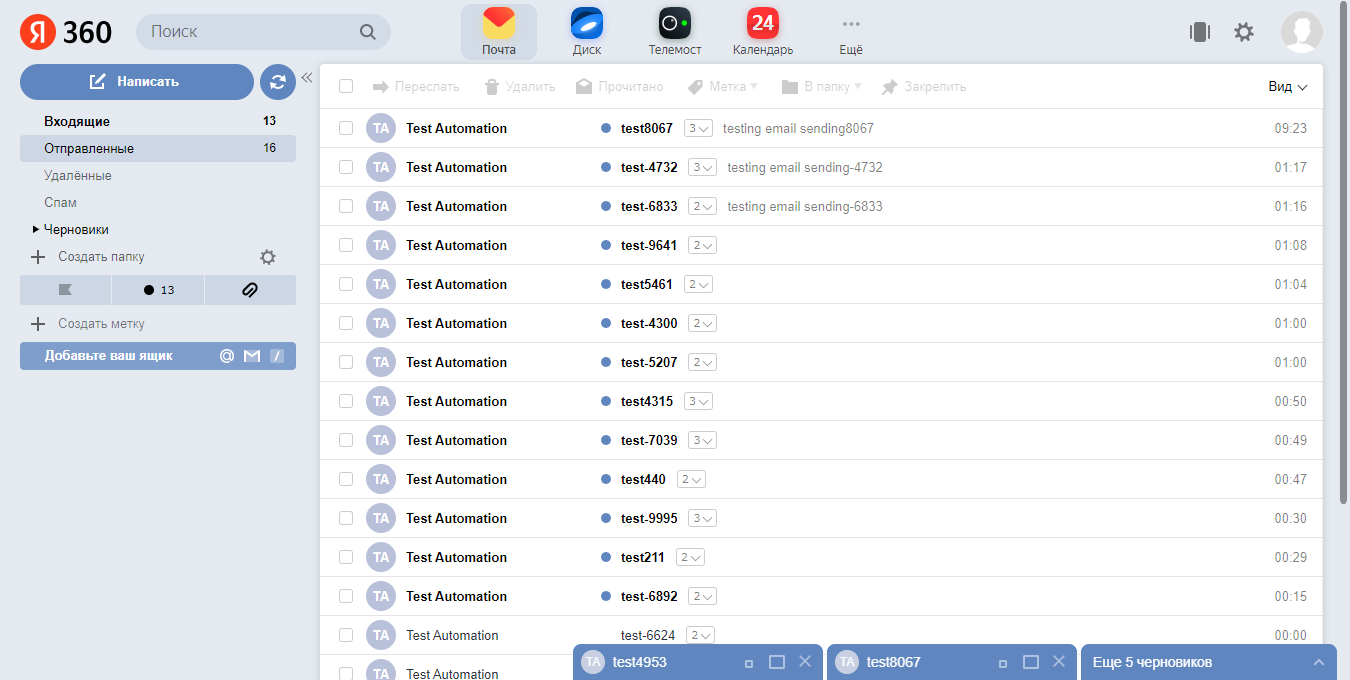 Я 360
Поиск
24
Почта
Диск
Телемост
Календарь
Ещё
Написать
Входящие 13
Отправленные 16
Удалённые
Спам
Черновики
Создать папку
13
Создать метку
Добавьте ваш ящик
Переслать Удалить Прочитано Метка В папку Закрепить Вид
TA Test Automation test8067 3 testing email sending8067 09:23
TA Test Automation test-4732 3 testing email sending-4732 01:17
TA Test Automation test-6833 2 testing email sending-6833 01:16
TA Test Automation test-9641 2 01:08
TA Test Automation test5461 2 01:04
TA Test Automation test-4300 2 01:00
TA Test Automation test-5207 2 01:00
TA Test Automation test4315 3 00:50
TA Test Automation test-7039 3 00:49
TA Test Automation test440 2 00:47
TA Test Automation test-9995 3 00:30
TA Test Automation test211 2 00:29
TA Test Automation test-6892 2 00:15
TA Test Automation test-6624 2 00:00
TA Test Automation
TA test4953
TA test8067
Еще 5 черновиков